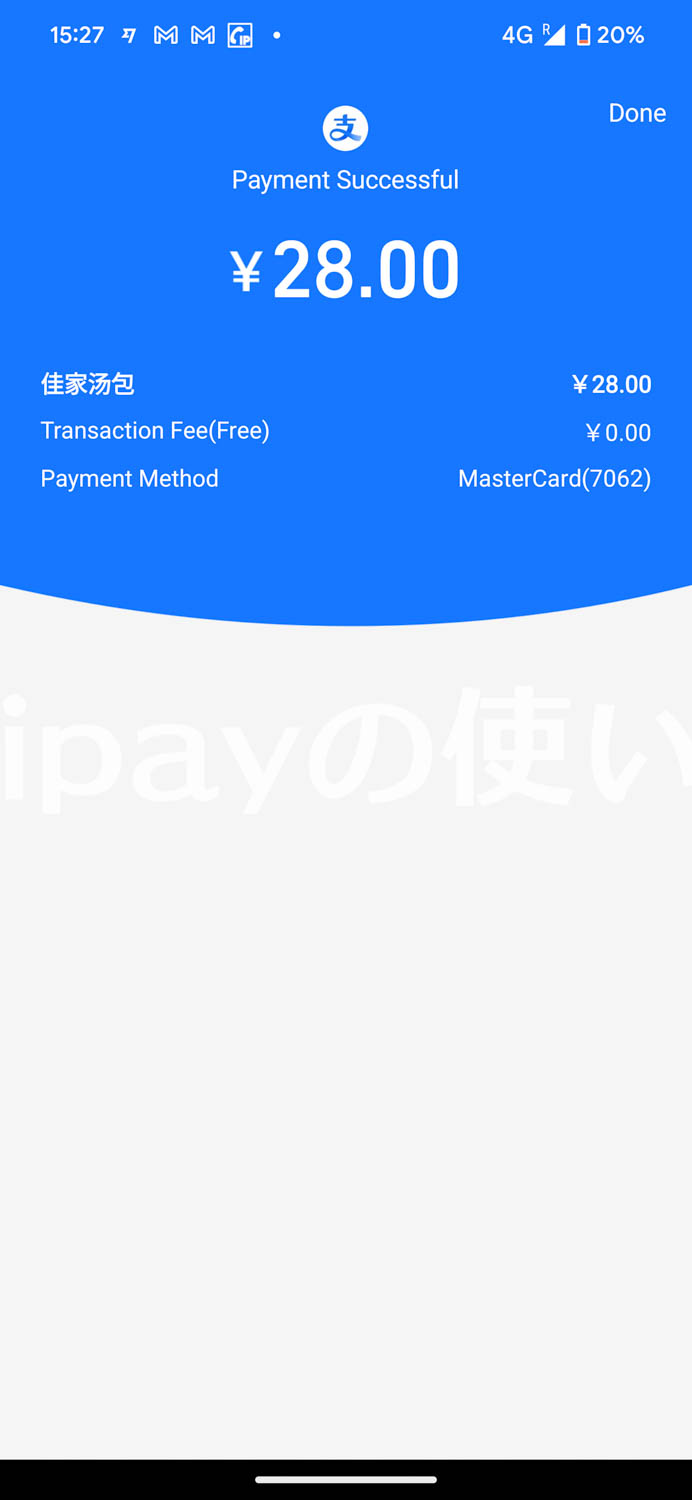 15:27
4G R 20%
Done
支
Payment Successful
¥28.00
佳家汤包 ¥28.00
Transaction Fee(Free) ¥0.00
Payment Method MasterCard(7062)
ipayの使い